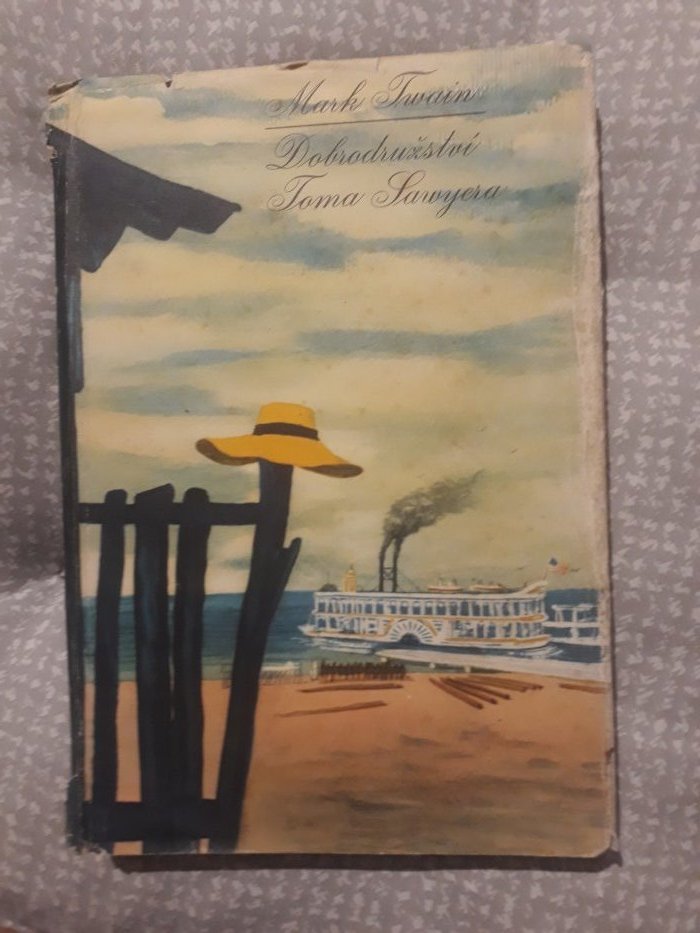 Mark Twain
Dobrodružství
Toma Sawyera